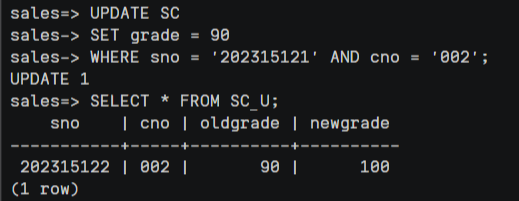 sales=> UPDATE SC
sales-> SET grade = 90
sales-> WHERE sno = '202315121' AND cno = '002';
UPDATE 1
sales=> SELECT * FROM SC_U;
    sno    | cno | oldgrade | newgrade
-----------+-----+----------+----------
 202315122 | 002 |       90 |      100
(1 row)